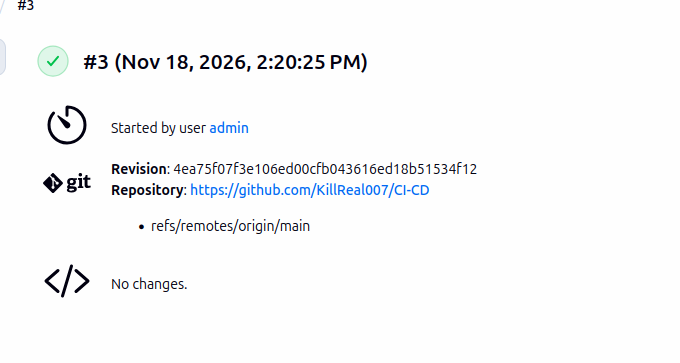 #3
#3 (Nov 18, 2026, 2:20:25 PM)
Started by user admin
git
Revision: 4ea75f07f3e106ed00cfb043616ed18b51534f12
Repository: https://github.com/KillReal007/CI-CD
• refs/remotes/origin/main
</> No changes.